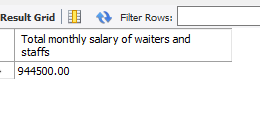 Result Grid Filter Rows:
Total monthly salary of waiters and
staffs
944500.00